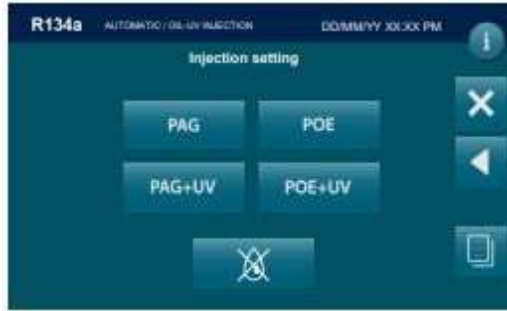 R134a AUTOMATIC / OIL-UV INJECTION DD/MM/YY XX:XX PM
i
Injection setting
PAG POE
PAG+UV POE+UV